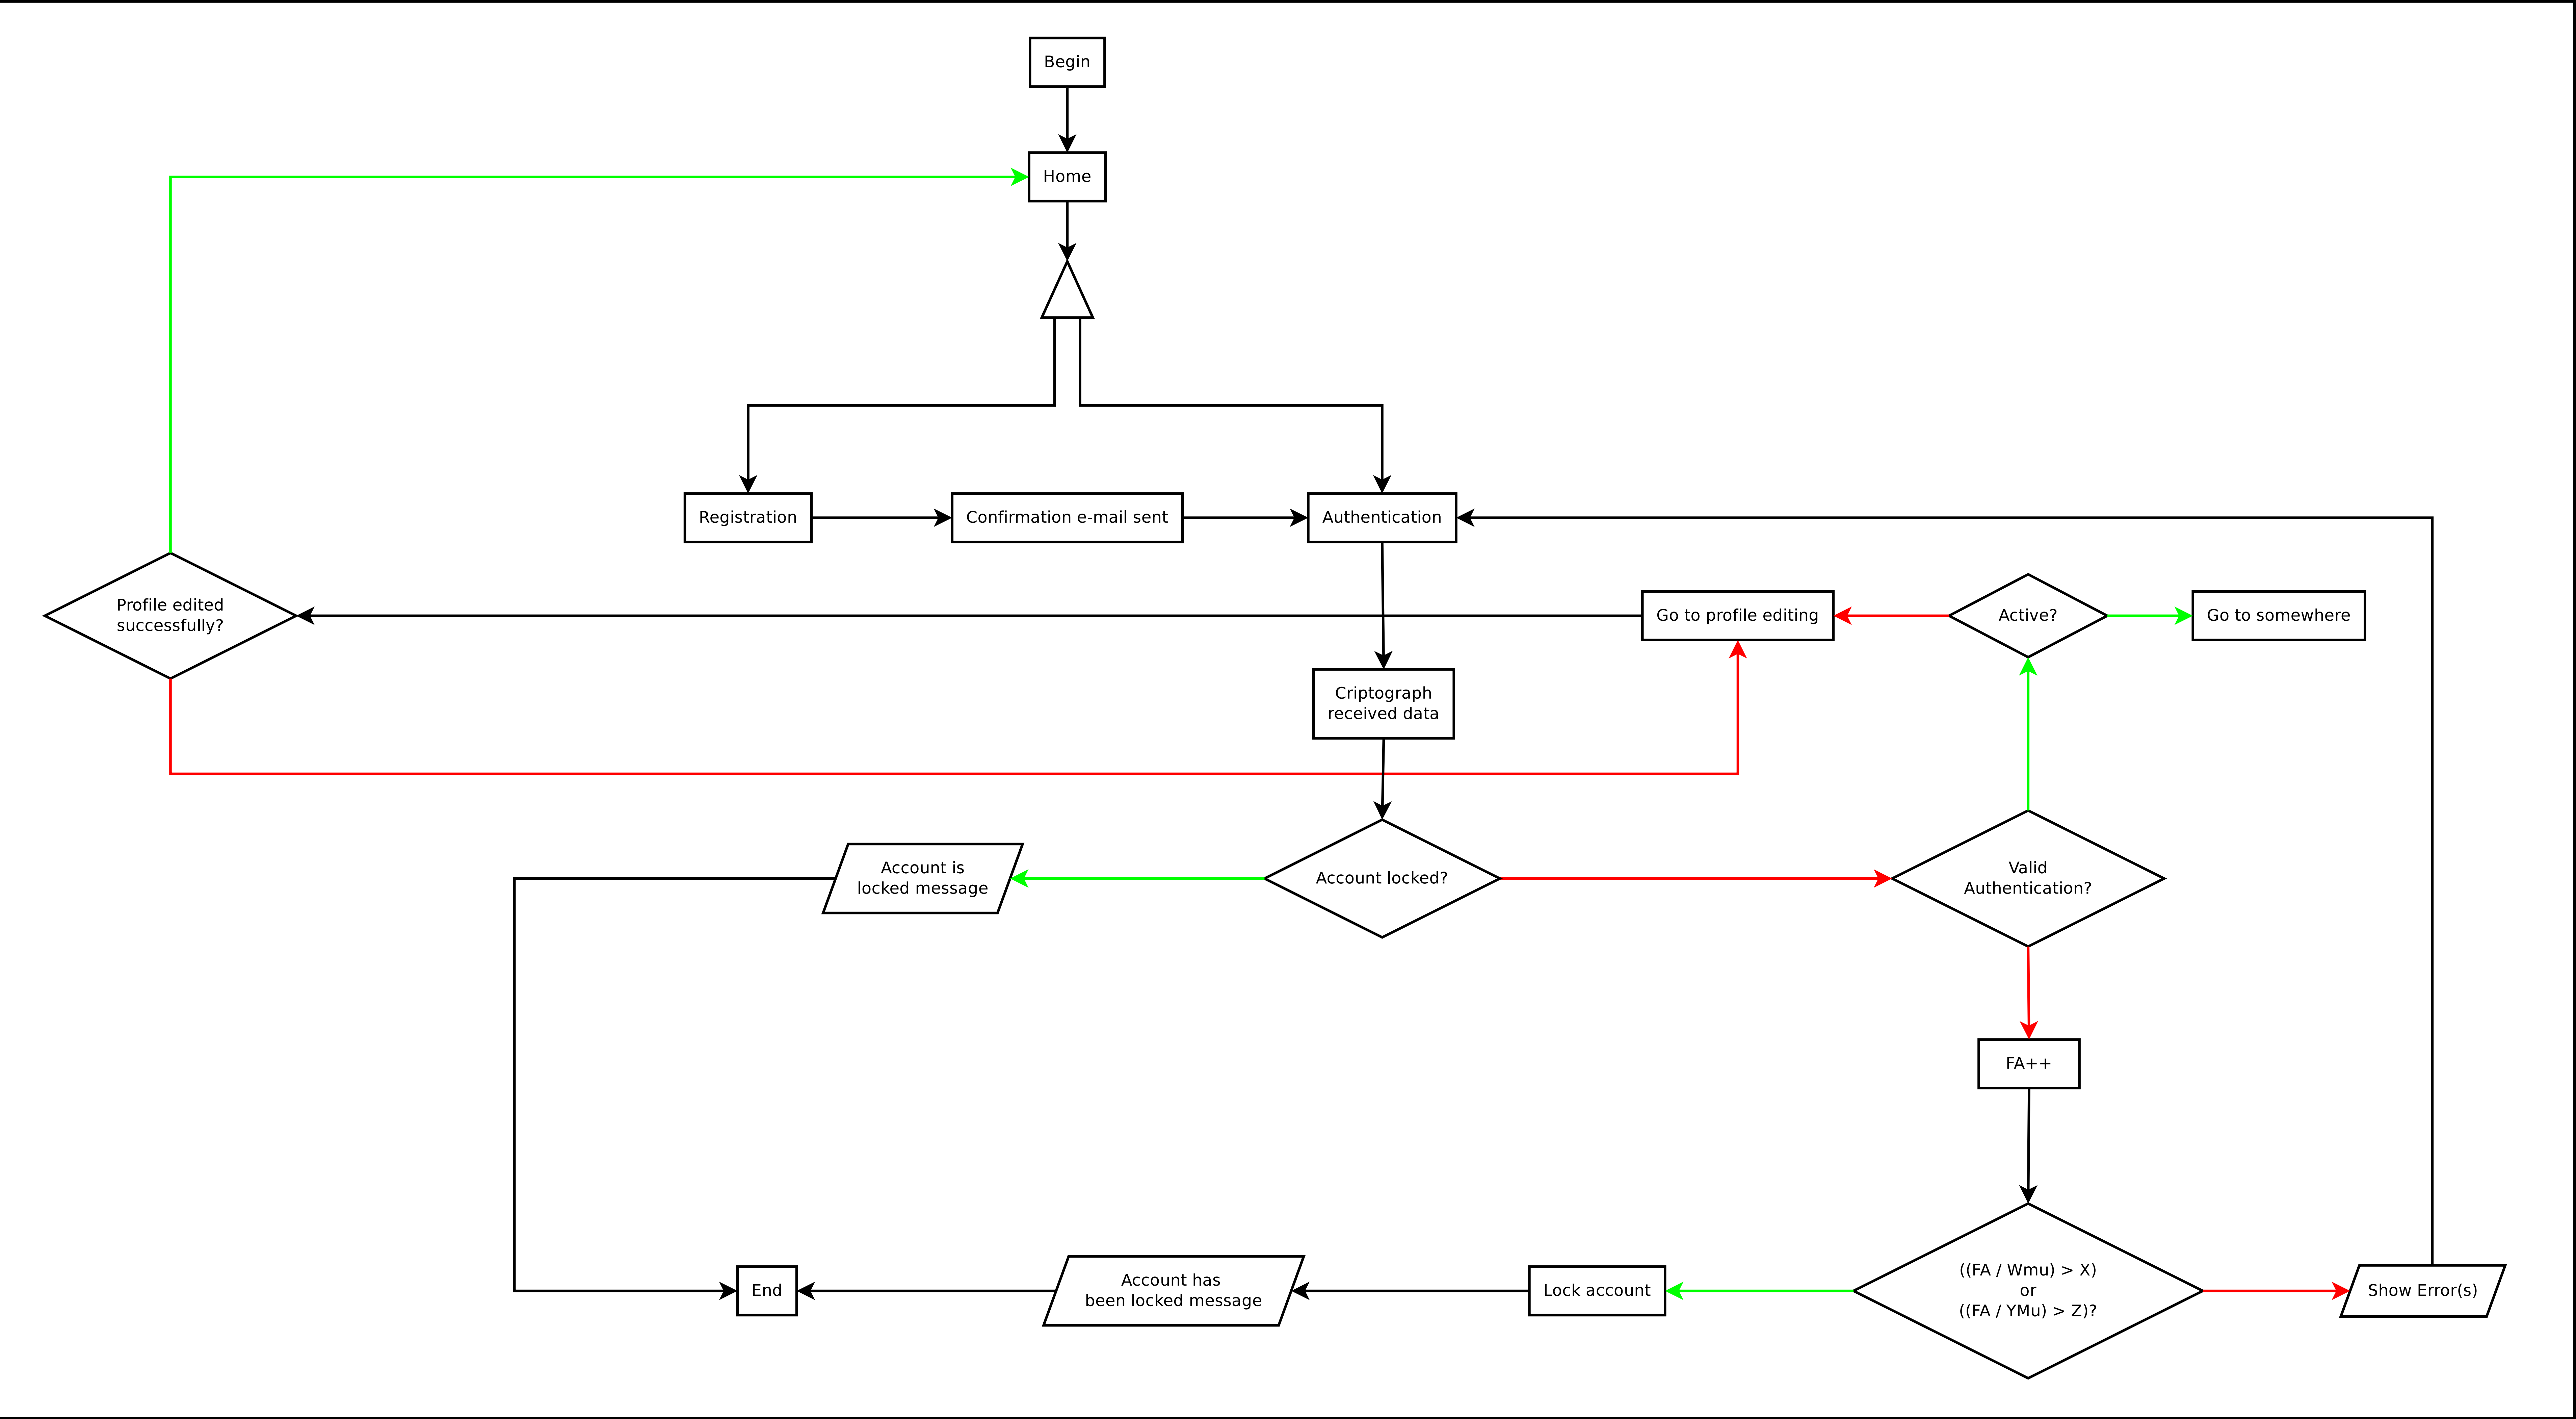 Begin
Home
Registration
Confirmation e-mail sent
Authentication
Profile edited
successfully?
Go to profile editing
Active?
Go to somewhere
Criptograph
received data
Account is
locked message
Account locked?
Valid
Authentication?
FA++
End
Account has
been locked message
Lock account
((FA / Wmu) > X)
or
((FA / YMu) > Z)?
Show Error(s)